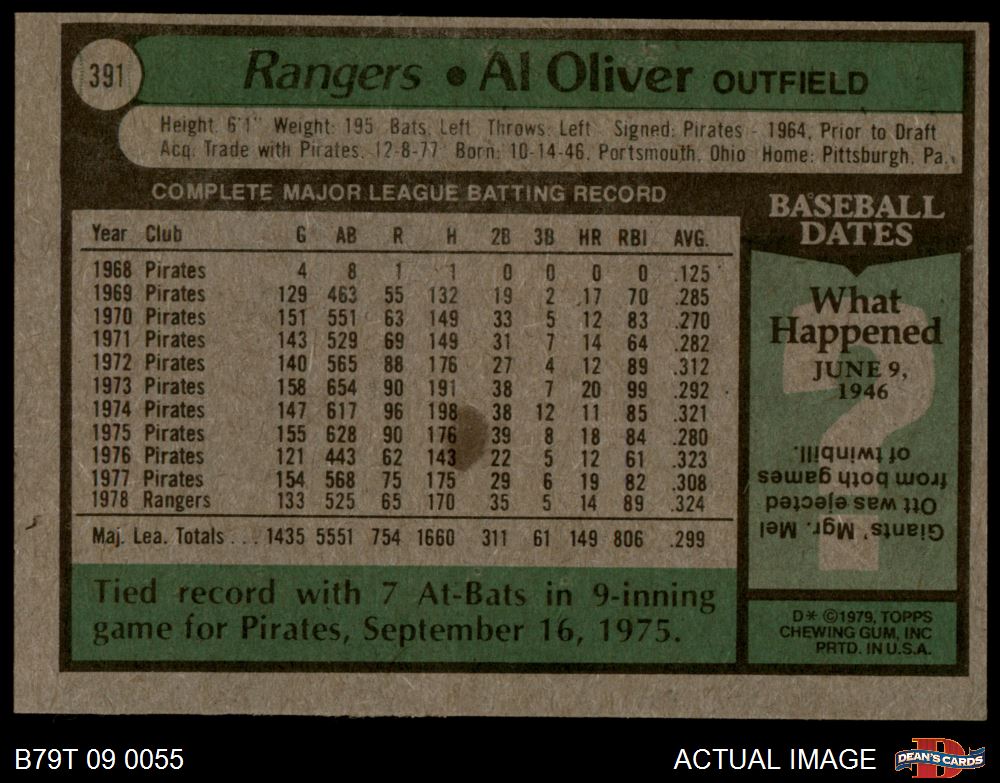 391
Rangers • Al Oliver OUTFIELD
Height. 6'1" Weight: 195 Bats. Left Throws: Left Signed: Pirates - 1964, Prior to Draft
Acq: Trade with Pirates, 12-8-77 Born: 10-14-46, Portsmouth, Ohio Home: Pittsburgh, Pa.
COMPLETE MAJOR LEAGUE BATTING RECORD
Year Club G AB R H 2B 3B HR RBI AVG.
1968 Pirates 4 8 1 1 0 0 0 0 .125
1969 Pirates 129 463 55 132 19 2 17 70 .285
1970 Pirates 151 551 63 149 33 5 12 83 .270
1971 Pirates 143 529 69 149 31 7 14 64 .282
1972 Pirates 140 565 88 176 27 4 12 89 .312
1973 Pirates 158 654 90 191 38 7 20 99 .292
1974 Pirates 147 617 96 198 38 12 11 85 .321
1975 Pirates 155 628 90 176 39 8 18 84 .280
1976 Pirates 121 443 62 143 22 5 12 61 .323
1977 Pirates 154 568 75 175 29 6 19 82 .308
1978 Rangers 133 525 65 170 35 5 14 89 .324
Maj. Lea. Totals . . . 1435 5551 754 1660 311 61 149 806 .299
Tied record with 7 At-Bats in 9-inning
game for Pirates, September 16, 1975.
BASEBALL
DATES
What
Happened
JUNE 9,
1946
Giants' Mgr. Mel
Ott was ejected
from both games
of twinbill.
D* ©1979, TOPPS
CHEWING GUM, INC
PRTD. IN U.S.A.
B79T 09 0055
ACTUAL IMAGE
D
DEAN'S CARDS